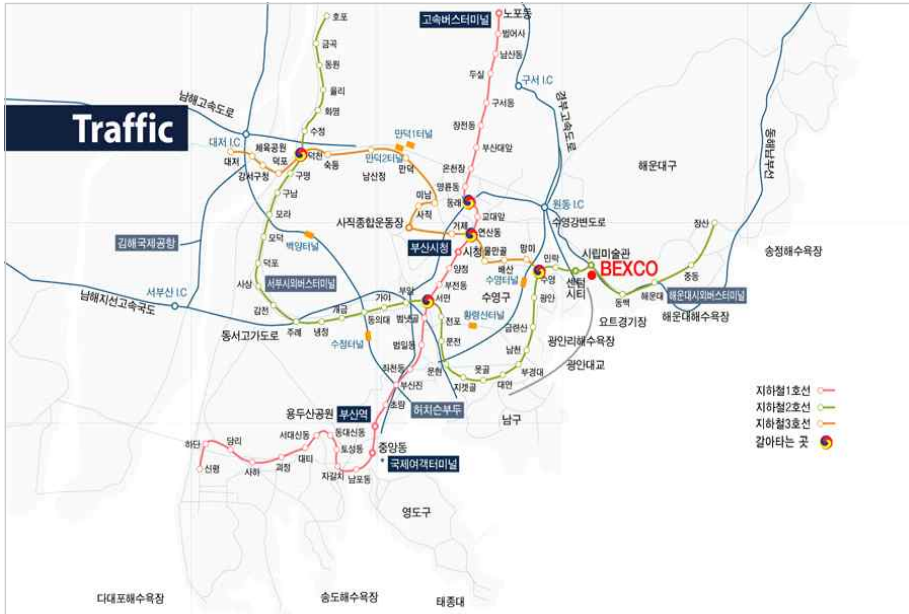 Traffic
호포
금곡
동원
율리
화명
수정
덕천
남해고속도로
대저 I.C
체육공원
대저
강서구청
덕포
구명
숙등
남산정
만덕1터널
만덕2터널
만덕
미남
사직
사직종합운동장
구남
모라
모덕
덕포
사상
감전
주례
냉정
개금
동의대
가야
부암
서면
백양터널
김해국제공항
서부산 I.C
남해지선고속국도
동서고가도로
서부시외버스터미널
수정터널
고속버스터미널
노포동
범어사
남산동
두실
구서동
장전동
부산대앞
온천장
명륜동
동래
교대앞
거제
연산동
부산시청
시청
양정
부전동
범냇골
범일동
좌천동
부산진
초량
부산역
용두산공원
중앙동
국제여객터미널
남포동
자갈치
토성동
동대신동
서대신동
대티
괴정
사하
당리
하단
신평
구서 I.C
경부고속도로
원동 I.C
수영강변도로
해운대구
동해남부선
송정해수욕장
물만골
배산
망미
수영
수영터널
수영구
황령산터널
민락
센텀
시티
시립미술관
BEXCO
동백
해운대
중동
장산
해운대시외버스터미널
해운대해수욕장
요트경기장
광안리해수욕장
광안대교
광안
금련산
남천
부경대
대연
못골
지겟골
문현
문전
전포
허치슨부두
남구
영도구
태종대
송도해수욕장
다대포해수욕장
지하철1호선
지하철2호선
지하철3호선
갈아타는 곳